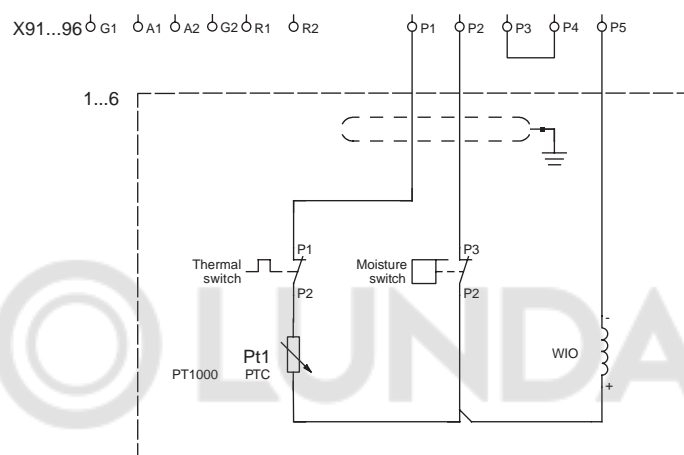 X91...96 G1 A1 A2 G2 R1 R2 P1 P2 P3 P4 P5
1...6
P1 P3
Thermal
switch
Moisture
switch
P2 P2
-
Pt1 WIO
PT1000 PTC
+
LUNDA